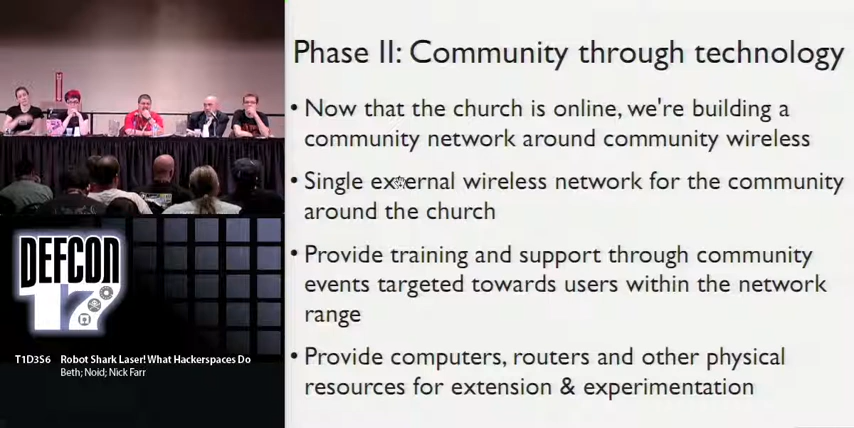 Phase II: Community through technology
• Now that the church is online, we're building a
community network around community wireless
• Single external wireless network for the community
around the church
• Provide training and support through community
events targeted towards users within the network
range
• Provide computers, routers and other physical
resources for extension & experimentation
DEFCON
17
T1D3S6 Robot Shark Laser! What Hackerspaces Do
Beth; Noid; Nick Farr